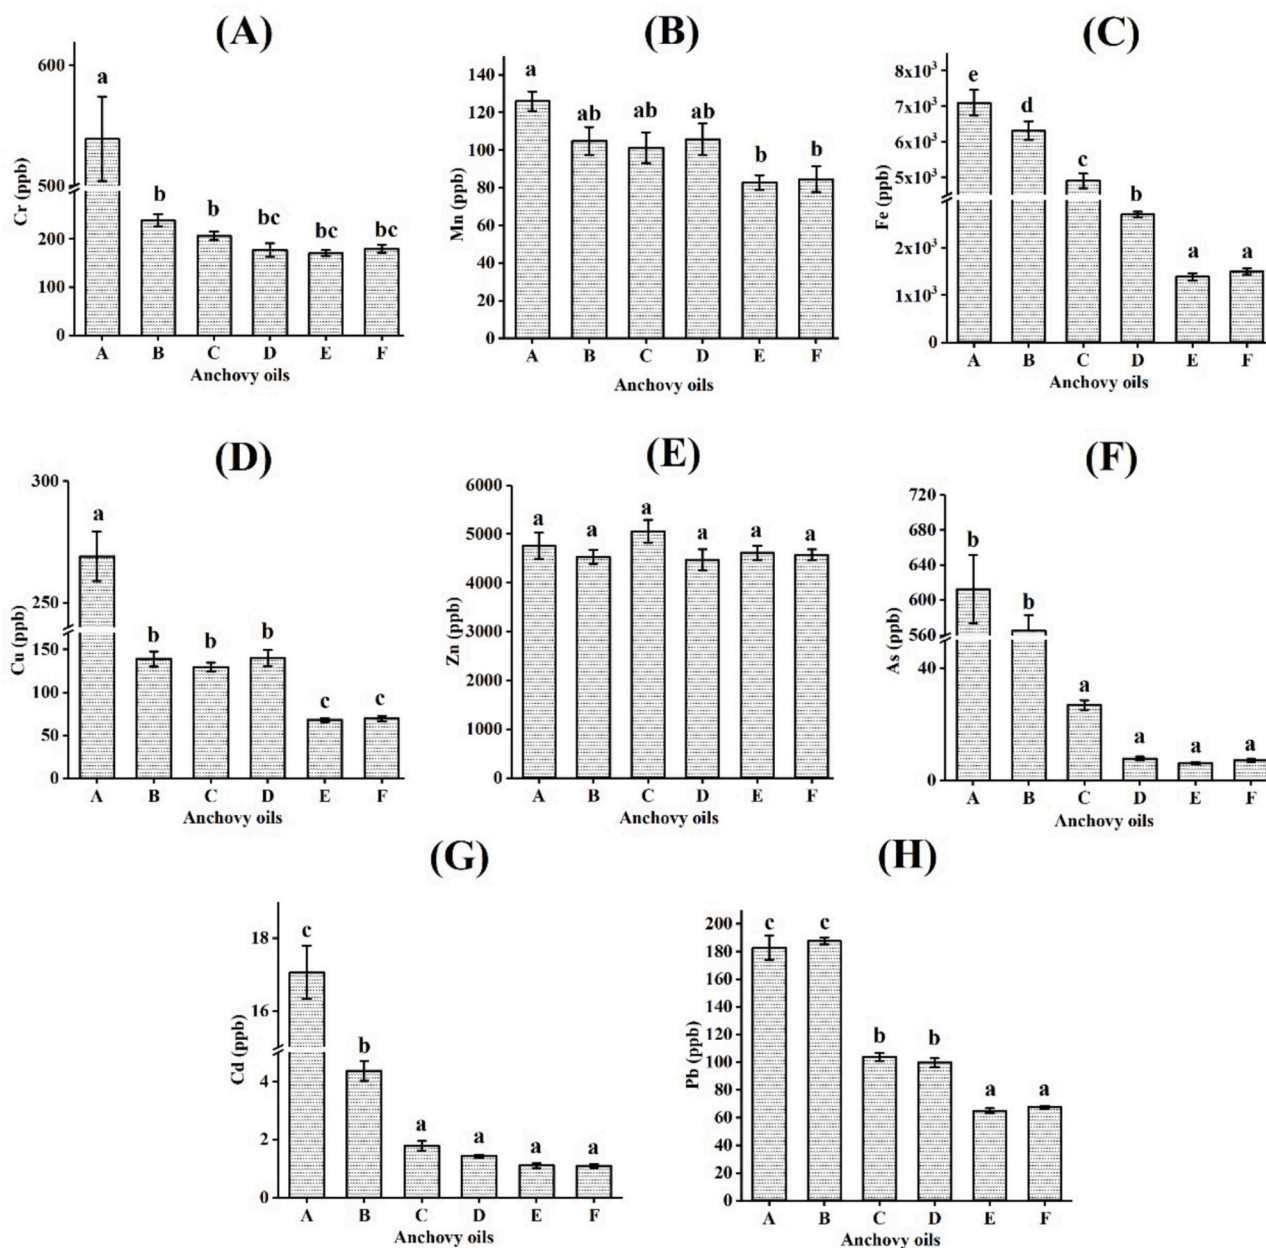 (A)
Cr (ppb)
600
500
200
100
0
a
b
b
bc
bc
bc
A B C D E F
Anchovy oils
(B)
Mn (ppb)
140
120
100
80
60
40
20
0
a
ab
ab
ab
b
b
A B C D E F
Anchovy oils
(C)
Fe (ppb)
8x10³
7x10³
6x10³
5x10³
2x10³
1x10³
0
e
d
c
b
a
a
A B C D E F
Anchovy oils
(D)
Cu (ppb)
300
250
150
100
50
0
a
b
b
b
c
c
A B C D E F
Anchovy oils
(E)
Zn (ppb)
6000
5000
4000
3000
2000
1000
0
a
a
a
a
a
a
A B C D E F
Anchovy oils
(F)
As (ppb)
720
680
640
600
560
40
0
b
b
a
a
a
a
A B C D E F
Anchovy oils
(G)
Cd (ppb)
18
16
4
2
0
c
b
a
a
a
a
A B C D E F
Anchovy oils
(H)
Pb (ppb)
200
180
160
140
120
100
80
60
40
20
0
c
c
b
b
a
a
A B C D E F
Anchovy oils